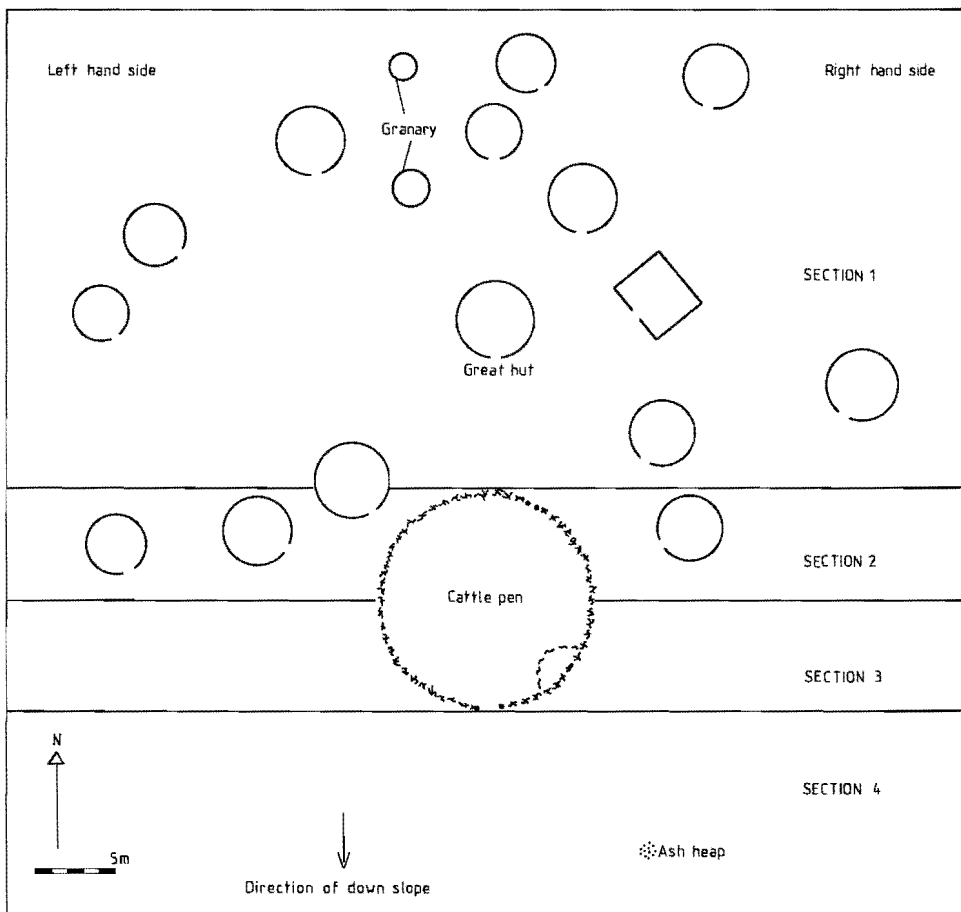 Left hand side
Right hand side
Granary
SECTION 1
Great hut
SECTION 2
Cattle pen
SECTION 3
N
SECTION 4
5m
Ash heap
Direction of down slope